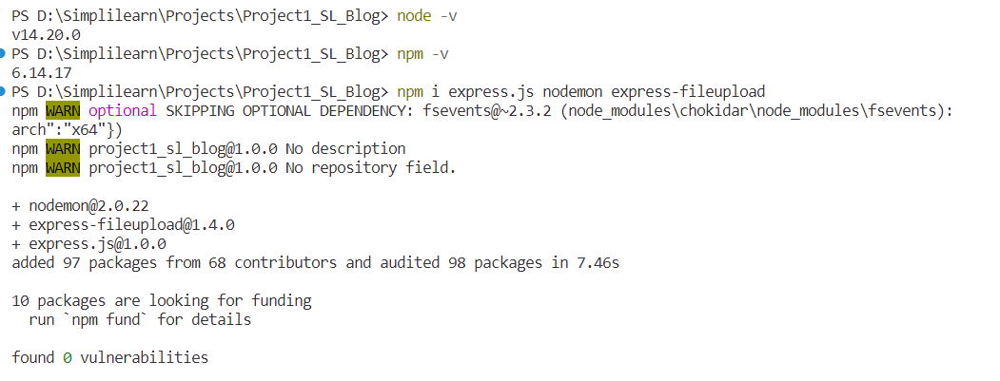 PS D:\Simplilearn\Projects\Project1_SL_Blog> node -v
v14.20.0
PS D:\Simplilearn\Projects\Project1_SL_Blog> npm -v
6.14.17
PS D:\Simplilearn\Projects\Project1_SL_Blog> npm i express.js nodemon express-fileupload
npm WARN optional SKIPPING OPTIONAL DEPENDENCY: fsevents@~2.3.2 (node_modules\chokidar\node_modules\fsevents):
arch":"x64"})
npm WARN project1_sl_blog@1.0.0 No description
npm WARN project1_sl_blog@1.0.0 No repository field.
+ nodemon@2.0.22
+ express-fileupload@1.4.0
+ express.js@1.0.0
added 97 packages from 68 contributors and audited 98 packages in 7.46s
10 packages are looking for funding
run `npm fund` for details
found 0 vulnerabilities